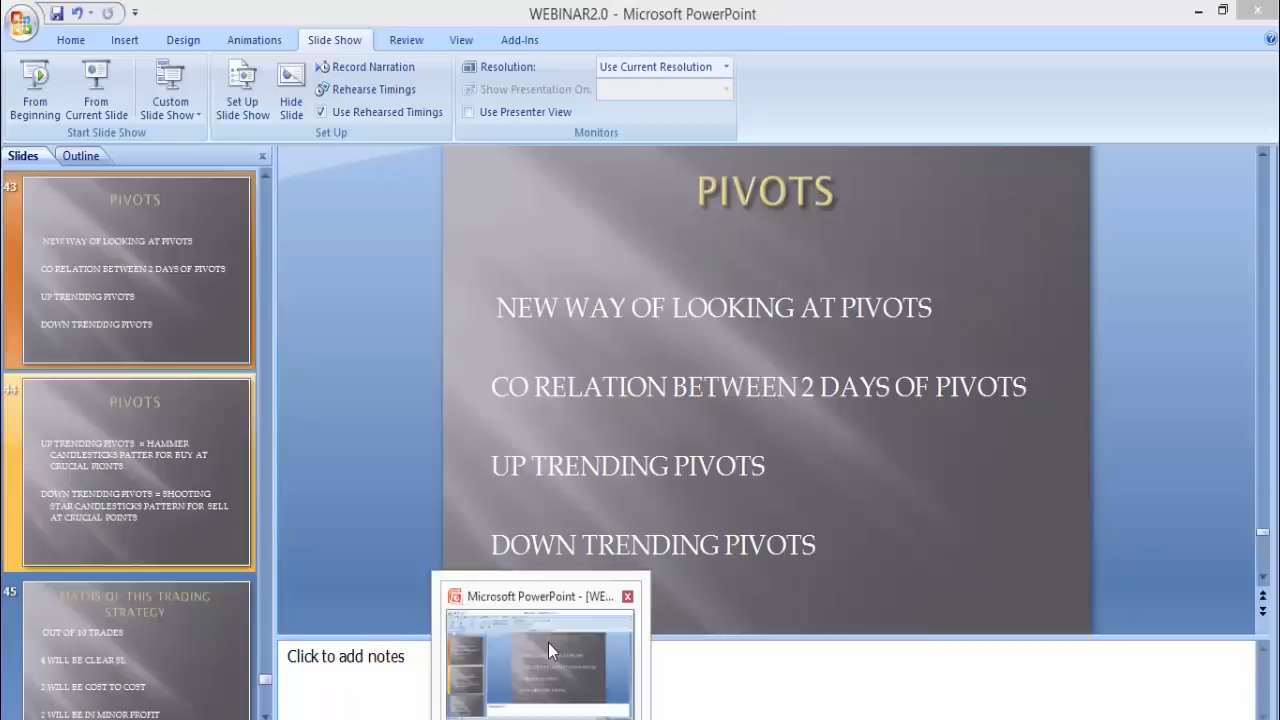 WEBINAR2.0 - Microsoft PowerPoint
Home Insert Design Animations Slide Show Review View Add-Ins
From Beginning
From Current Slide
Custom Slide Show
Start Slide Show
Set Up Slide Show
Hide Slide
Record Narration
Rehearse Timings
Use Rehearsed Timings
Set Up
Resolution: Use Current Resolution
Show Presentation On:
Use Presenter View
Monitors
Slides Outline
43
PIVOTS
NEW WAY OF LOOKING AT PIVOTS
CO RELATION BETWEEN 2 DAYS OF PIVOTS
UP TRENDING PIVOTS
DOWN TRENDING PIVOTS
44
PIVOTS
UP TRENDING PIVOTS = HAMMER
CANDLESTICKS PATTER FOR BUY AT
CRUCIAL PIONTS
DOWN TRENDING PIVOTS = SHOOTING
STAR CANDLESTICKS PATTERN FOR SELL
AT CRUCIAL POINTS
45
MATHS OF THIS TRADING
STRATEGY
OUT OF 10 TRADES
4 WILL BE CLEAR SL
2 WILL BE COST TO COST
2 WILL BE IN MINOR PROFIT
PIVOTS
NEW WAY OF LOOKING AT PIVOTS
CO RELATION BETWEEN 2 DAYS OF PIVOTS
UP TRENDING PIVOTS
DOWN TRENDING PIVOTS
Microsoft PowerPoint - [WE...
Click to add notes